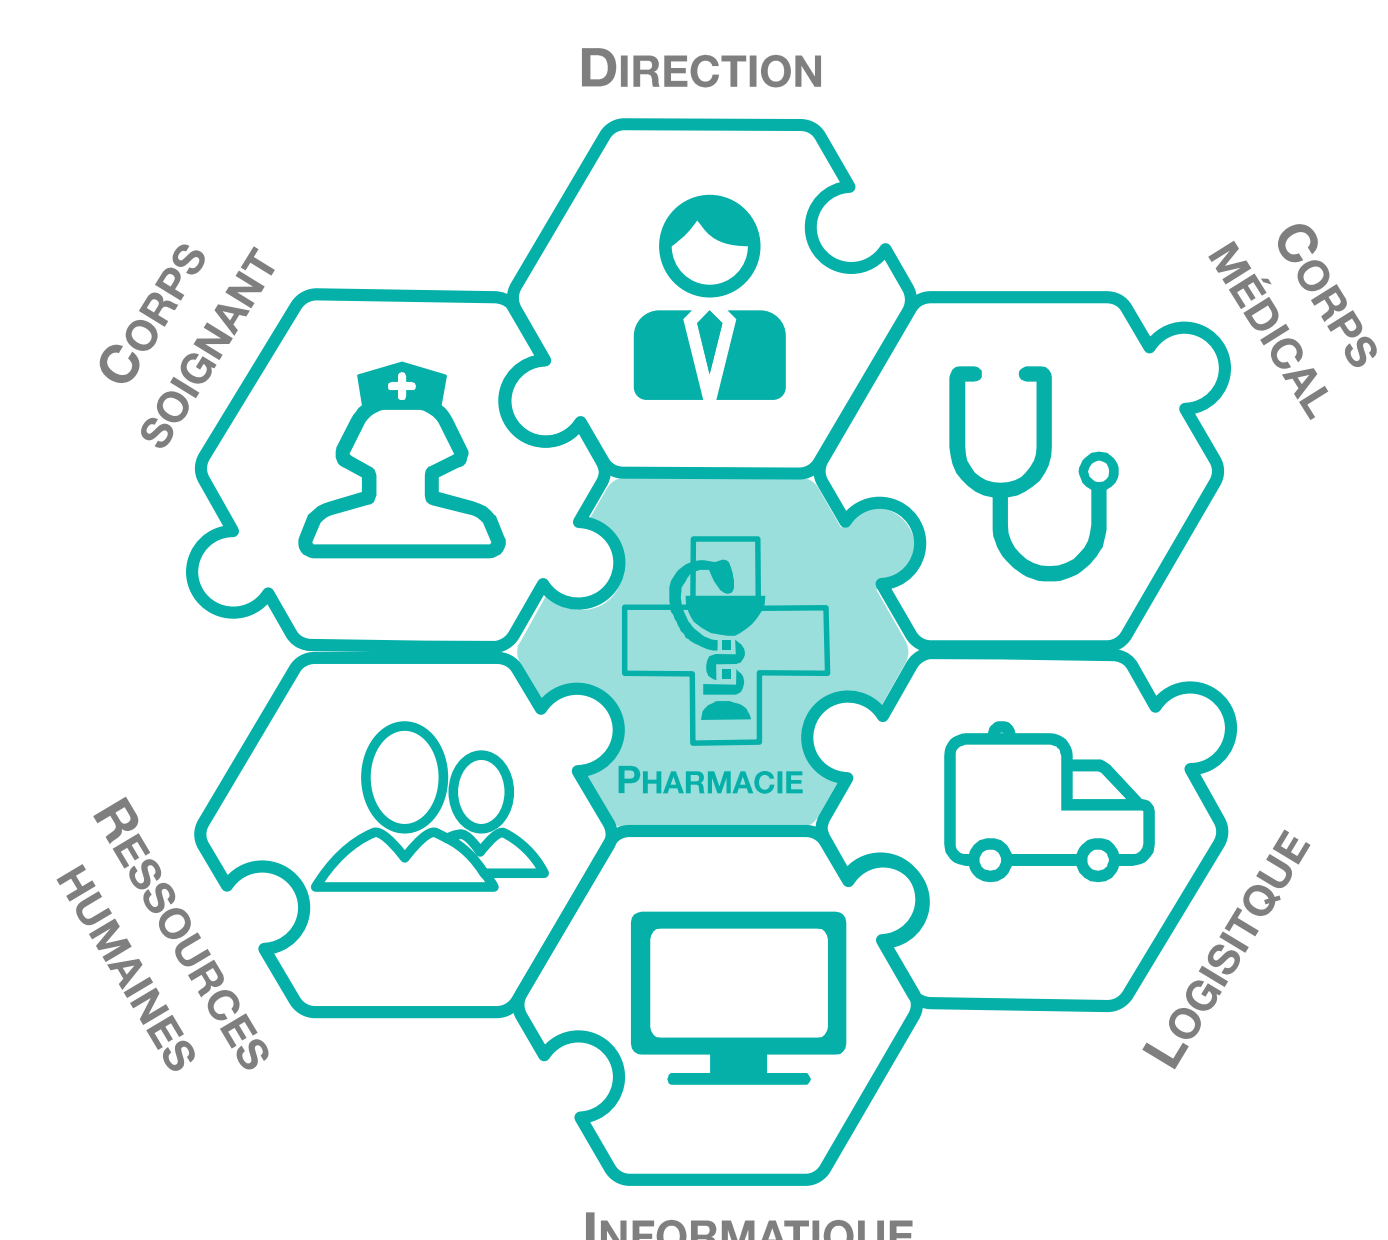 DIRECTION
CORPS
SOIGNANT
CORPS
MÉDICAL
PHARMACIE
RESSOURCES
HUMAINES
LOGISITQUE
INFORMATIQUE